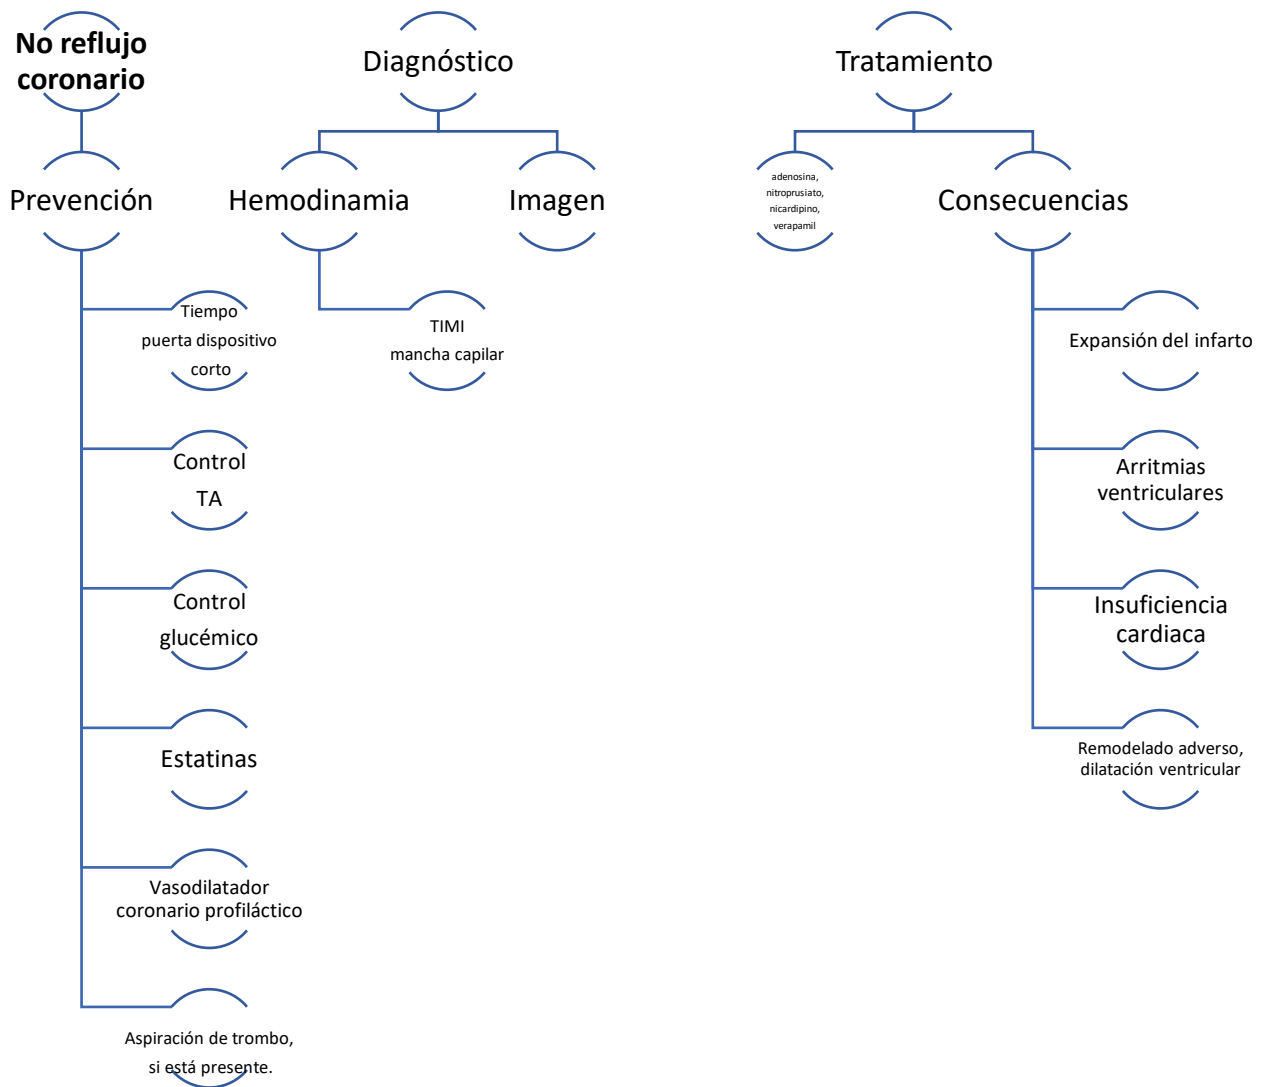 No reflujo
coronario
Diagnóstico
Tratamiento
Prevención
Hemodinamia
Imagen
adenosina,
nitroprusiato,
nicardipino,
verapamil
Consecuencias
Tiempo
puerta dispositivo
corto
TIMI
mancha capilar
Expansión del infarto
Control
TA
Arritmias
ventriculares
Control
glucémico
Insuficiencia
cardiaca
Estatinas
Remodelado adverso,
dilatación ventricular
Vasodilatador
coronario profiláctico
Aspiración de trombo,
si está presente.